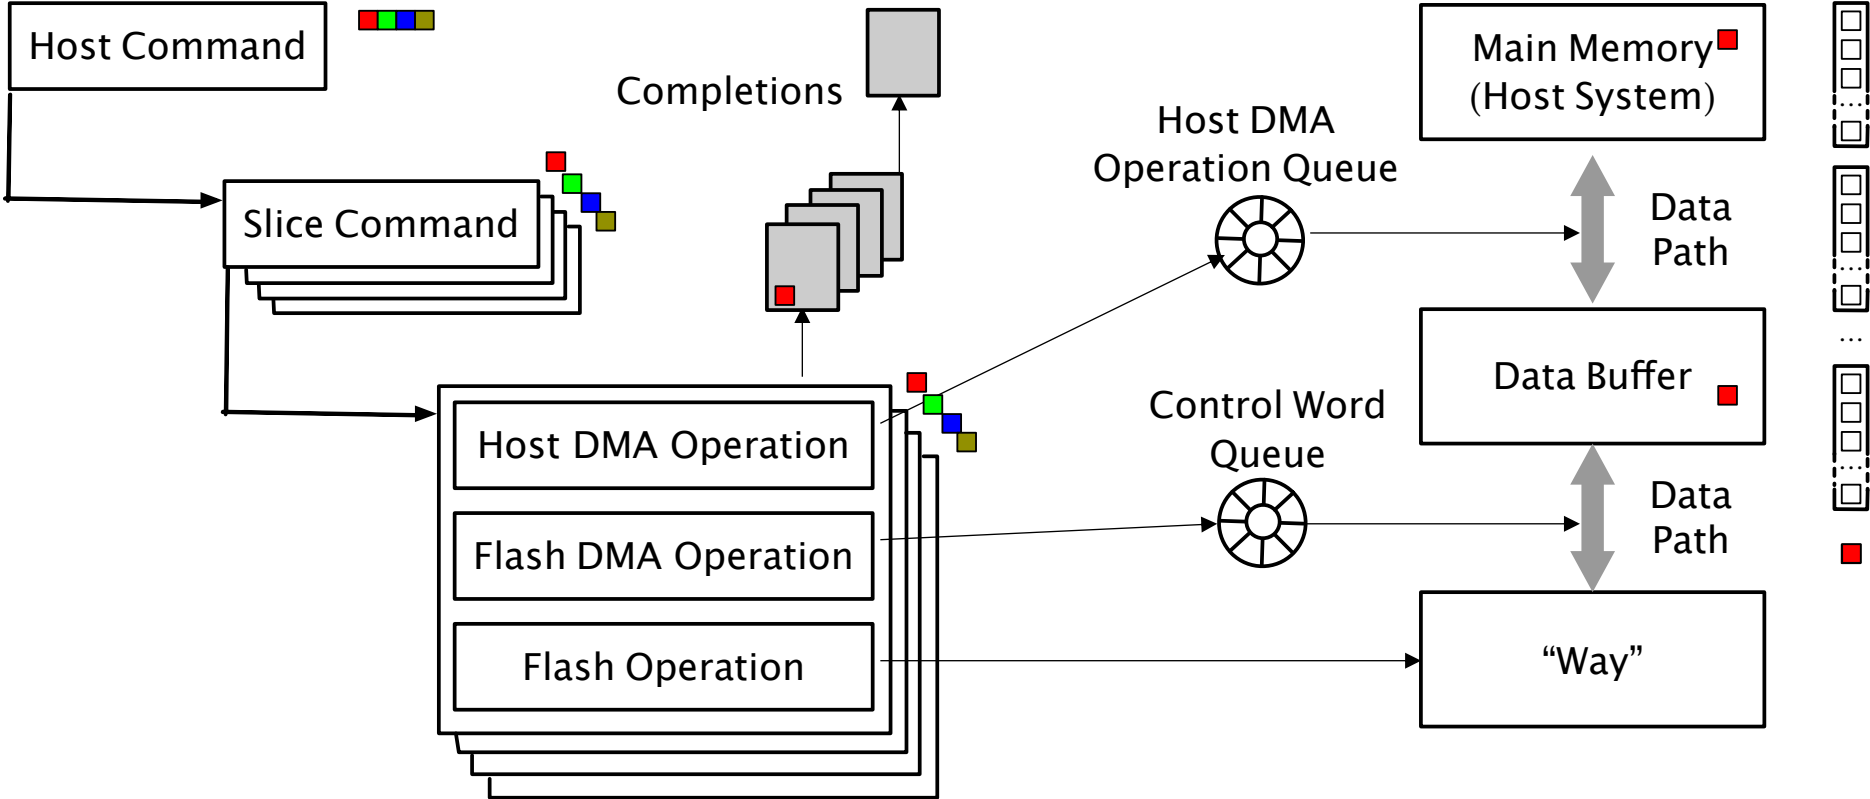 Host Command
Completions
Main Memory
(Host System)
Host DMA
Operation Queue
Slice Command
Data
Path
Data Buffer
Control Word
Queue
Host DMA Operation
Data
Path
Flash DMA Operation
Flash Operation
“Way”
...
...
...
...